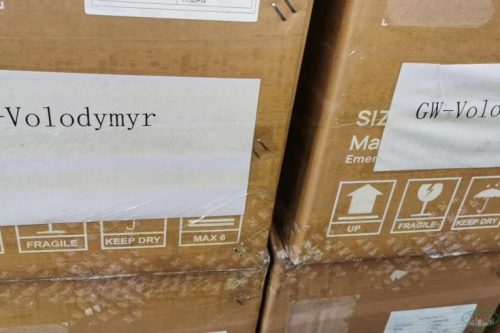 -Volodymyr
FRAGILE
KEEP DRY
MAX 6
GW-Volo
SIZ
Ma
Emer
UP
FRAGILE
KEEP DRY